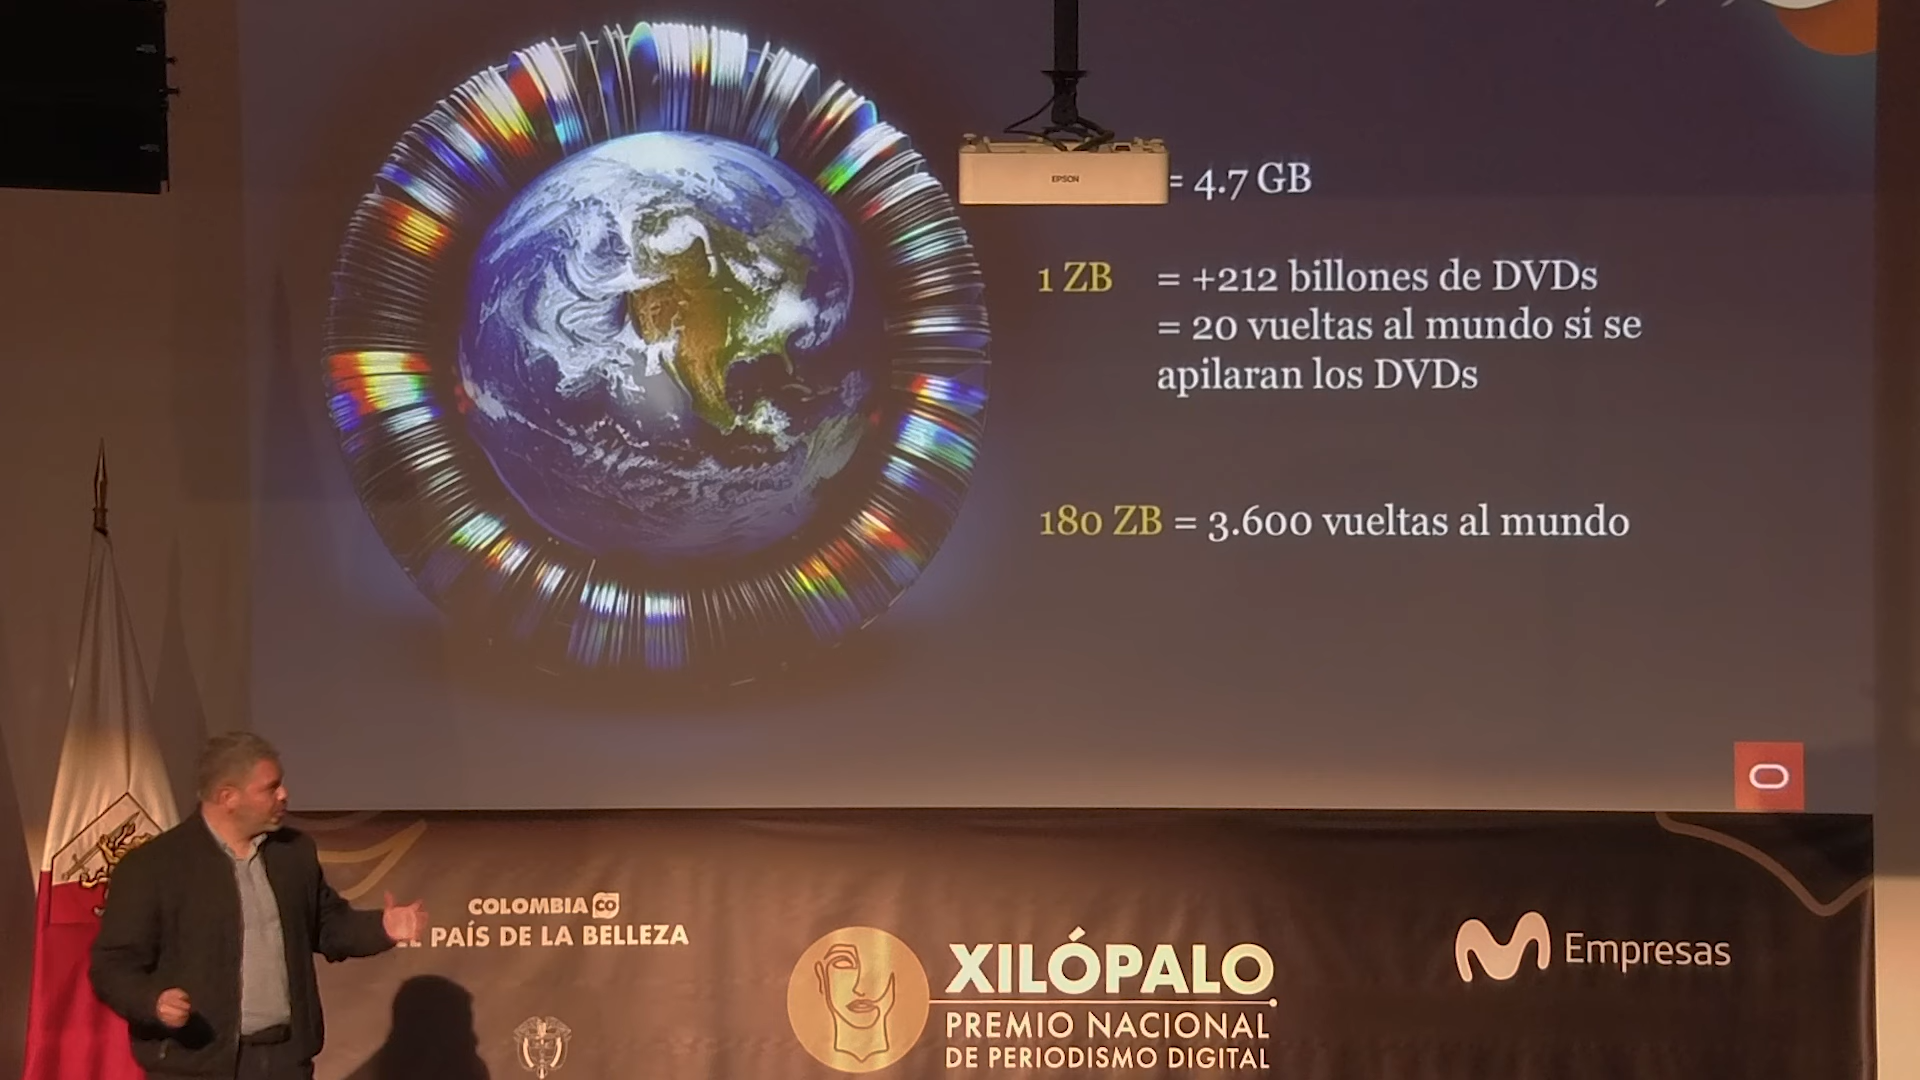 EPSON
= 4.7 GB
1 ZB = +212 billones de DVDs
= 20 vueltas al mundo si se
apilaran los DVDs
180 ZB = 3.600 vueltas al mundo
COLOMBIA CO
PAÍS DE LA BELLEZA
XILÓPALO
PREMIO NACIONAL
DE PERIODISMO DIGITAL
Empresas